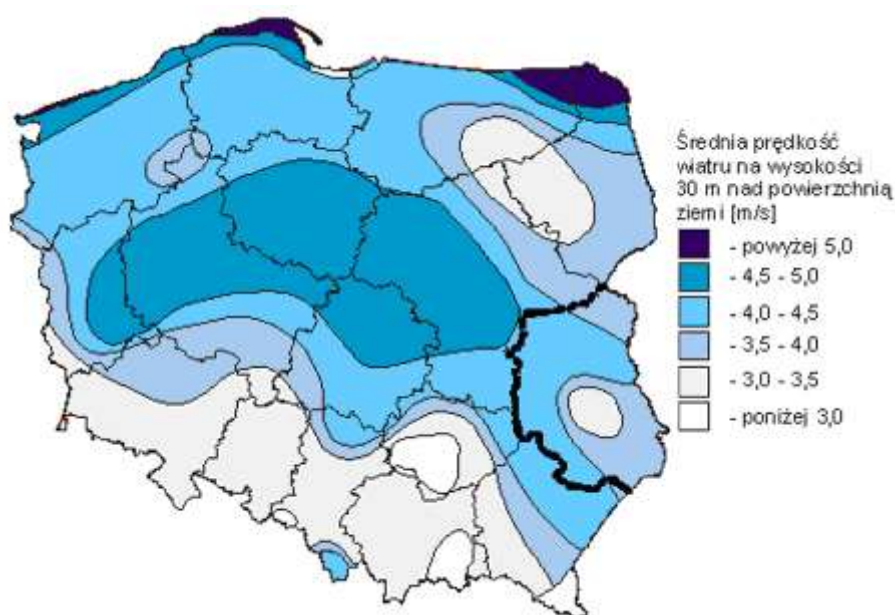 Średnia prędkość
wiatru na wysokości
30 m nad powierzchnią
ziemi [m/s]
- powyżej 5,0
- 4,5 - 5,0
- 4,0 - 4,5
- 3,5 - 4,0
- 3,0 - 3,5
- poniżej 3,0